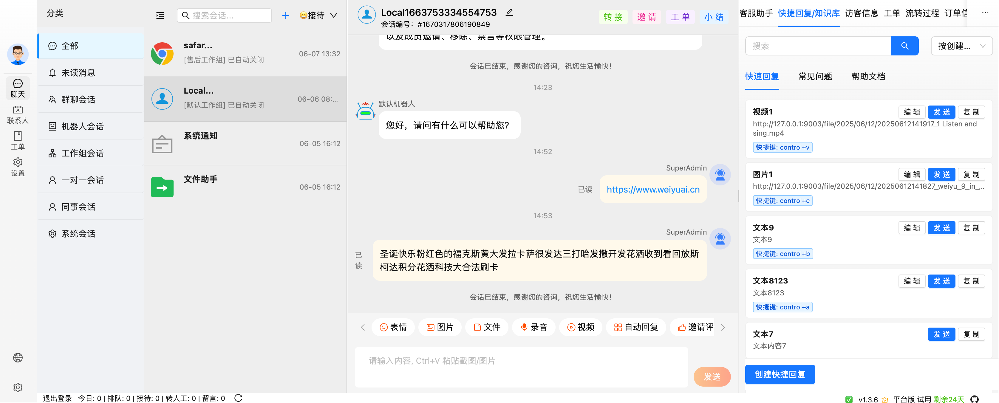 聊天
联系人
工单
设置
分类
全部
未读消息
群聊会话
机器人会话
工作组会话
一对一会话
同事会话
系统会话
搜索会话...
接待
safar...
06-07 13:32
[售后工作组] 已自动关闭
Local...
06-06 08:...
[默认工作组] 已自动关闭
系统通知
06-05 16:12
文件助手
06-05 16:12
Local1663753334554753
会话编号：#1670317806190849
转 接
邀 请
工 单
小 结
以及成员邀请、移除、禁言等权限管理。
会话已结束，感谢您的咨询，祝您生活愉快！
14:23
默认机器人
您好，请问有什么可以帮助您？
14:52
SuperAdmin
已读
https://www.weiyuai.cn
14:53
SuperAdmin
已读
圣诞快乐粉红色的福克斯黄大发拉卡萨很发达三打哈发撒开发花洒收到看回放斯
柯达积分花洒科技大合法刷卡
会话已结束，感谢您的咨询，祝您生活愉快！
表情
图片
文件
录音
视频
自动回复
邀请评
请输入内容, Ctrl+V 粘贴截图/图片
发送
客服助手
快捷回复/知识库
访客信息
工单
流转过程
订单信
...
搜索
按创建...
快速回复
常见问题
帮助文档
视频1
编 辑
发 送
复 制
http://127.0.0.1:9003/file/2025/06/12/20250612141917_1 Listen and
sing.mp4
快捷键: control+v
图片1
编 辑
发 送
复 制
http://127.0.0.1:9003/file/2025/06/12/20250612141827_weiyu_9_in_...
快捷键: control+c
文本9
编 辑
发 送
复 制
文本9
快捷键: control+b
文本8123
编 辑
发 送
复 制
文本8123
快捷键: control+a
文本7
发 送
复 制
文本内容7
创建快捷回复
退出登录 今日: 0 | 排队: 0 | 接待: 0 | 转人工: 0 | 留言: 0
v1.3.6 平台版 试用 剩余24天